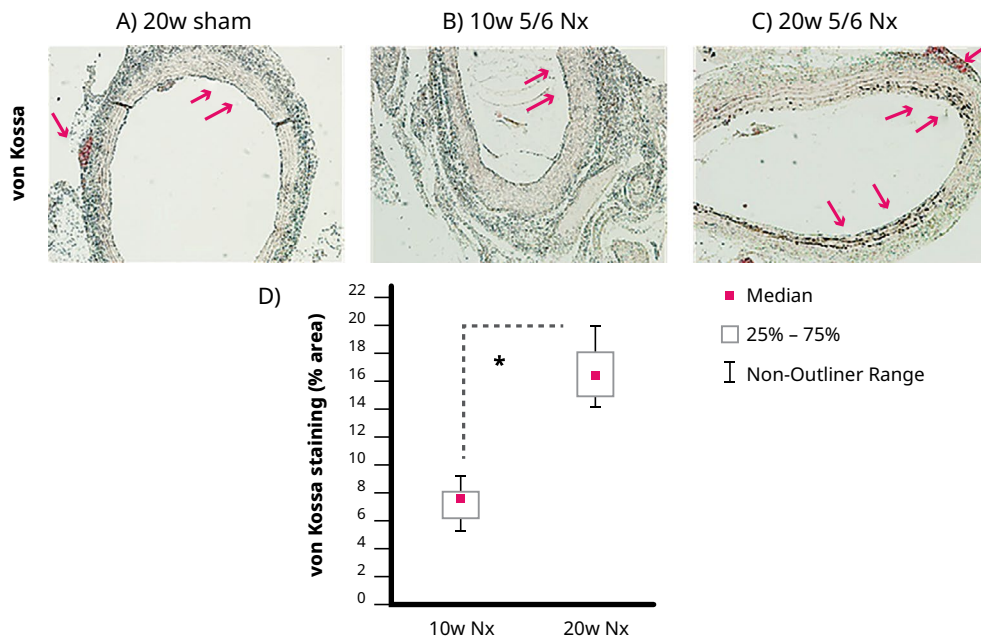 A) 20w sham
B) 10w 5/6 Nx
C) 20w 5/6 Nx
von Kossa
D)
von Kossa staining (% area)
22
20
18
16
14
12
10
8
6
4
2
0
*
10w Nx
20w Nx
Median
25% – 75%
Non-Outliner Range